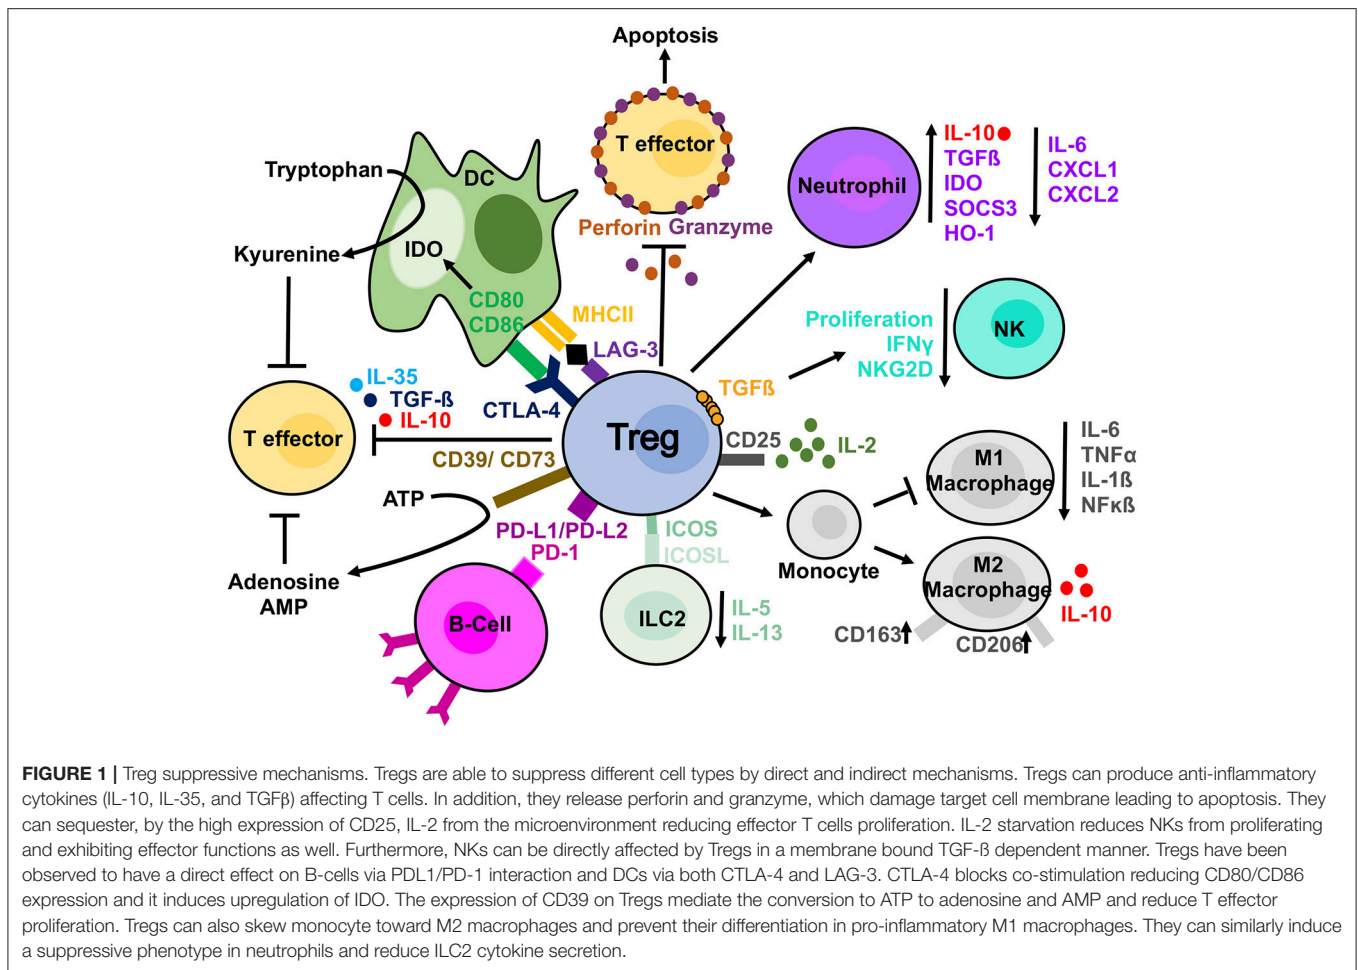 Apoptosis
T effector
Perforin Granzyme
Tryptophan
DC
IDO
Kyurenine
CD80
CD86
MHCII
LAG-3
CTLA-4
Neutrophil
IL-10
TGFß
IDO
SOCS3
HO-1
IL-6
CXCL1
CXCL2
Proliferation
IFNγ
NKG2D
NK
TGFß
IL-35
TGF-ß
IL-10
T effector
Treg
CD25
IL-2
CD39/ CD73
ATP
Adenosine
AMP
PD-L1/PD-L2
PD-1
B-Cell
ICOS
ICOSL
ILC2
IL-5
IL-13
Monocyte
M1
Macrophage
IL-6
TNFα
IL-1ß
NFκß
M2
Macrophage
IL-10
CD163
CD206
FIGURE 1 | Treg suppressive mechanisms. Tregs are able to suppress different cell types by direct and indirect mechanisms. Tregs can produce anti-inflammatory
cytokines (IL-10, IL-35, and TGFβ) affecting T cells. In addition, they release perforin and granzyme, which damage target cell membrane leading to apoptosis. They
can sequester, by the high expression of CD25, IL-2 from the microenvironment reducing effector T cells proliferation. IL-2 starvation reduces NKs from proliferating
and exhibiting effector functions as well. Furthermore, NKs can be directly affected by Tregs in a membrane bound TGF-ß dependent manner. Tregs have been
observed to have a direct effect on B-cells via PDL1/PD-1 interaction and DCs via both CTLA-4 and LAG-3. CTLA-4 blocks co-stimulation reducing CD80/CD86
expression and it induces upregulation of IDO. The expression of CD39 on Tregs mediate the conversion to ATP to adenosine and AMP and reduce T effector
proliferation. Tregs can also skew monocyte toward M2 macrophages and prevent their differentiation in pro-inflammatory M1 macrophages. They can similarly induce
a suppressive phenotype in neutrophils and reduce ILC2 cytokine secretion.